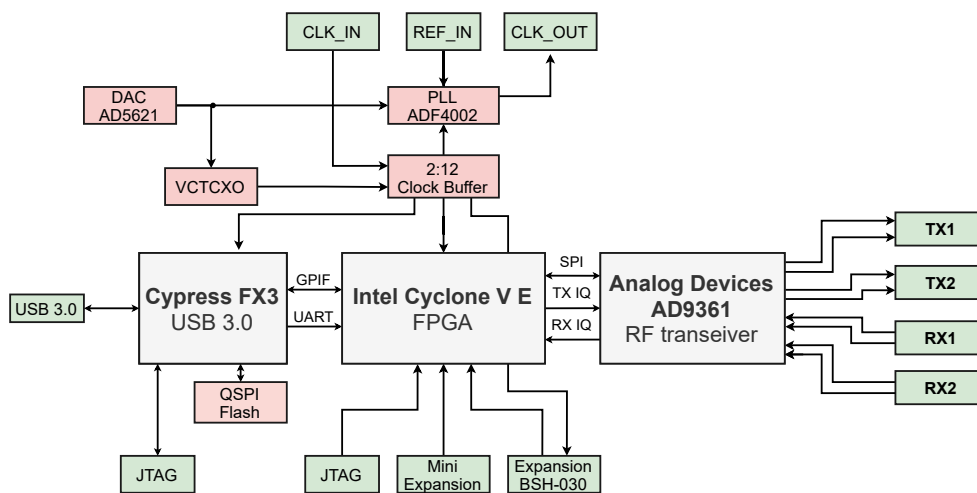 CLK_IN
REF_IN
CLK_OUT
DAC
AD5621
PLL
ADF4002
VCTCXO
2:12
Clock Buffer
Cypress FX3
USB 3.0
GPIF
UART
Intel Cyclone V E
FPGA
SPI
TX IQ
RX IQ
Analog Devices
AD9361
RF transeiver
TX1
TX2
RX1
RX2
USB 3.0
QSPI
Flash
JTAG
JTAG
Mini
Expansion
Expansion
BSH-030